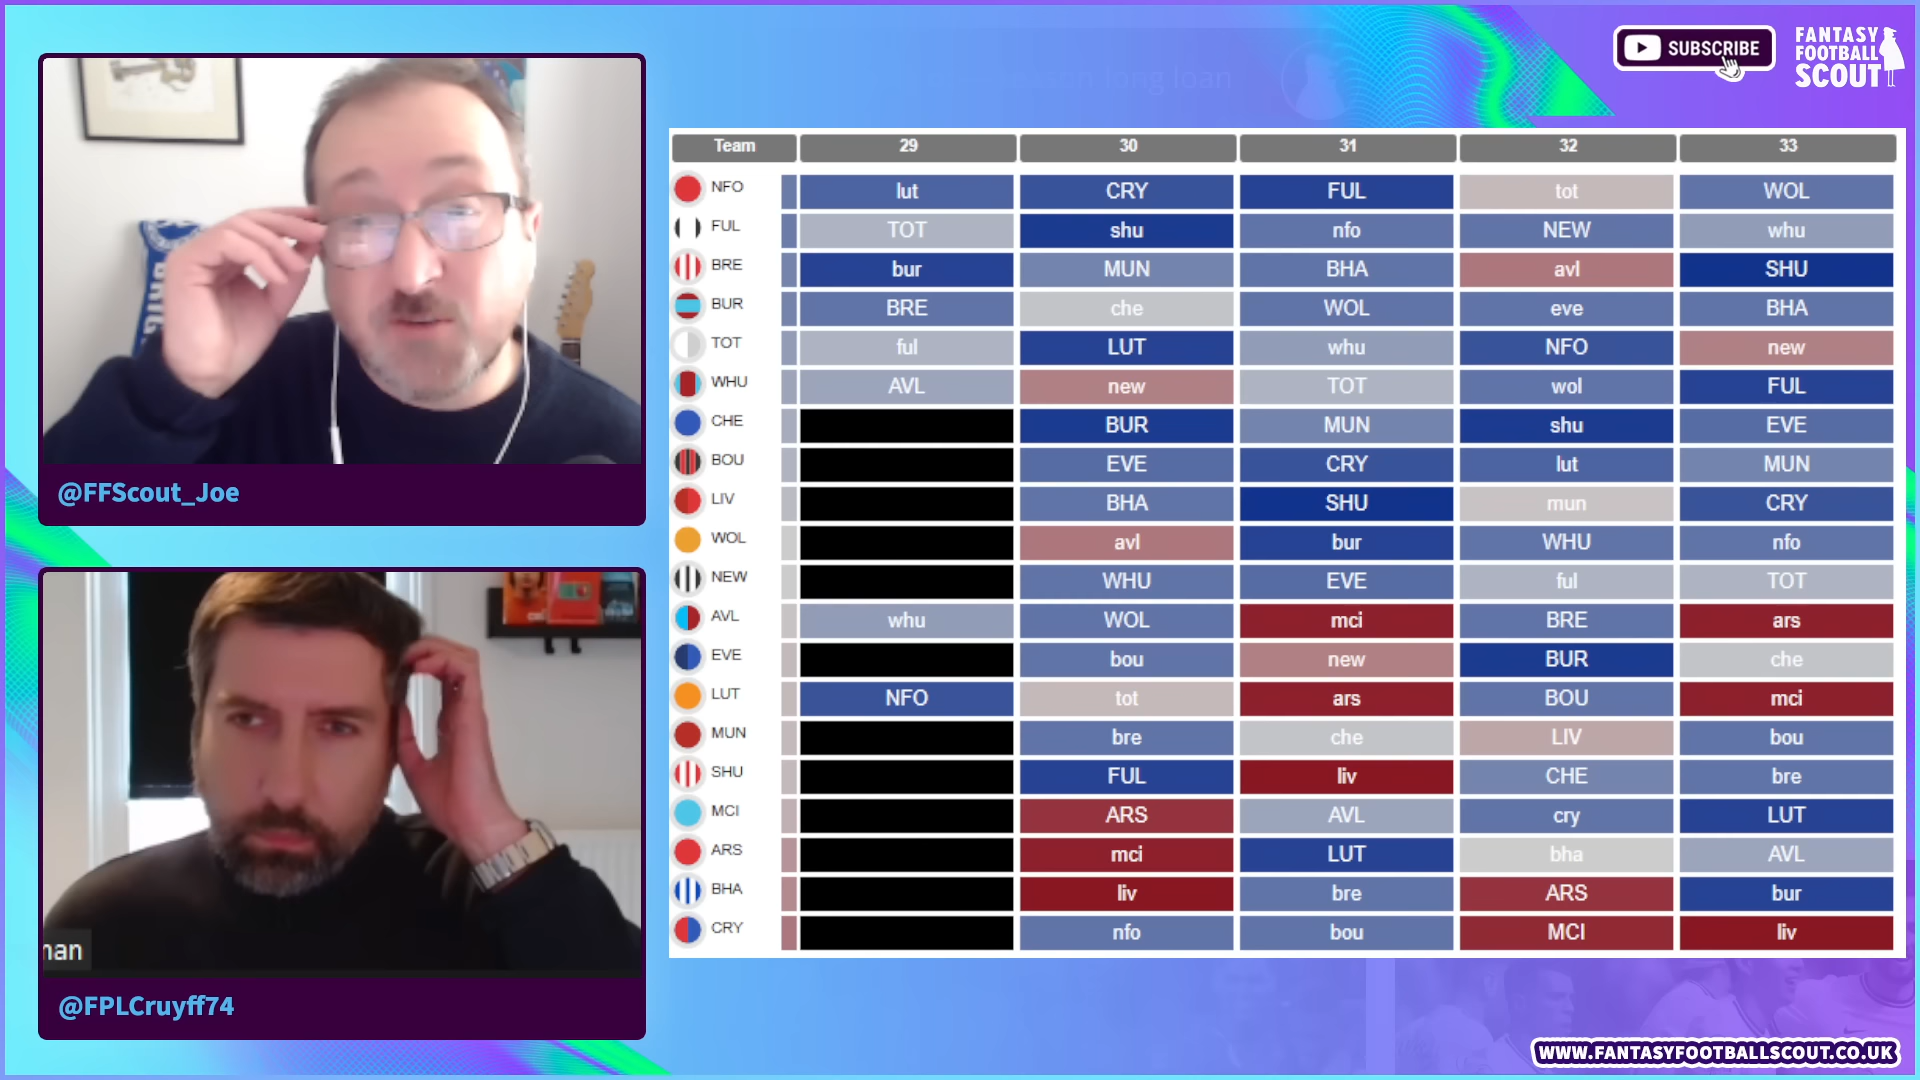 SUBSCRIBE
FANTASY
FOOTBALL
SCOUT
@FFScout_Joe
@FPLCruyff74
Team 29 30 31 32 33
NFO lut CRY FUL tot WOL
FUL TOT shu nfo NEW whu
BRE bur MUN BHA avl SHU
BUR BRE che WOL eve BHA
TOT ful LUT whu NFO new
WHU AVL new TOT wol FUL
CHE BUR MUN shu EVE
BOU EVE CRY lut MUN
LIV BHA SHU mun CRY
WOL avl bur WHU nfo
NEW WHU EVE ful TOT
AVL whu WOL mci BRE ars
EVE bou new BUR che
LUT NFO tot ars BOU mci
MUN bre che LIV bou
SHU FUL liv CHE bre
MCI ARS AVL cry LUT
ARS mci LUT bha AVL
BHA liv bre ARS bur
CRY nfo bou MCI liv
WWW.FANTASYFOOTBALLSCOUT.CO.UK